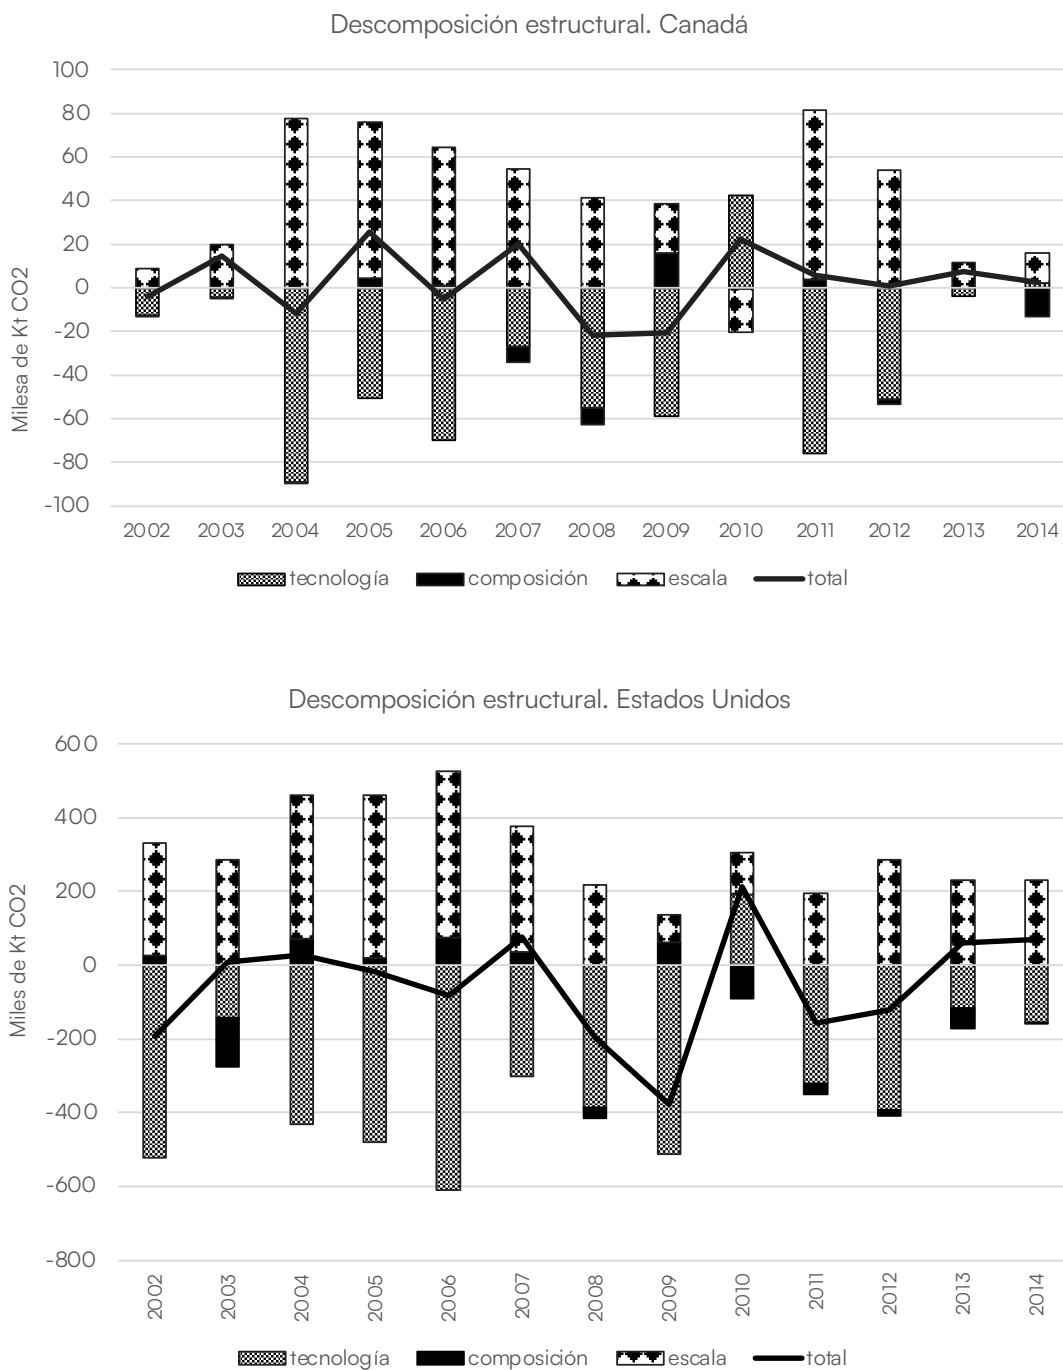 Descomposición estructural. Canadá
Milesa de Kt CO2
100
80
60
40
20
0
-20
-40
-60
-80
-100
2002 2003 2004 2005 2006 2007 2008 2009 2010 2011 2012 2013 2014
tecnología composición escala total
Descomposición estructural. Estados Unidos
Miles de Kt CO2
600
400
200
0
-200
-400
-600
-800
2002 2003 2004 2005 2006 2007 2008 2009 2010 2011 2012 2013 2014
tecnología composición escala total